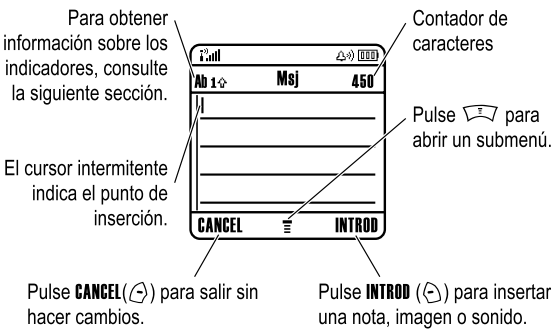 Para obtener
información sobre los
indicadores, consulte
la siguiente sección.
Contador de
caracteres
Ab 1
Msj
450
Pulse para
abrir un submenú.
El cursor intermitente
indica el punto de
inserción.
CANCEL
INTROD
Pulse CANCEL( ) para salir sin
hacer cambios.
Pulse INTROD ( ) para insertar
una nota, imagen o sonido.